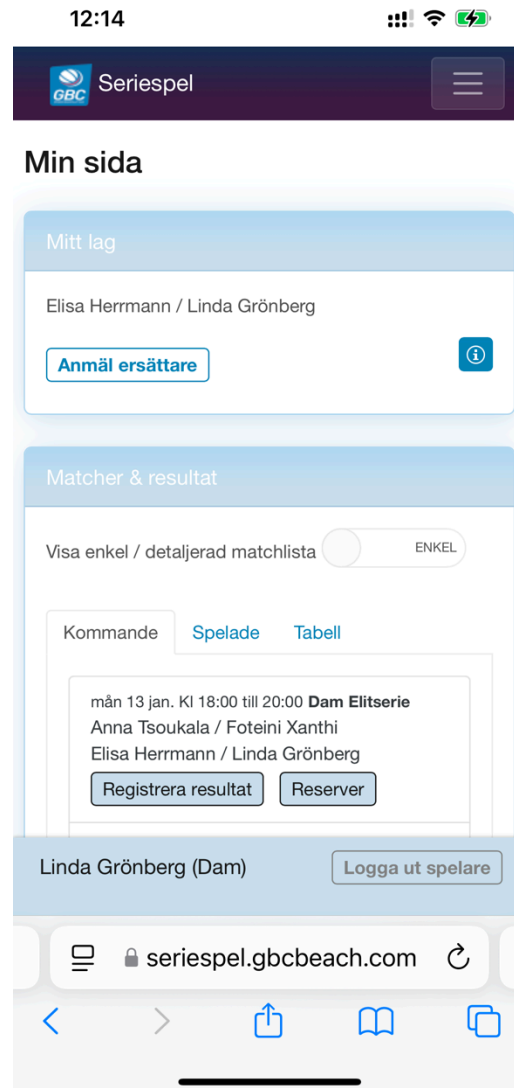 12:14
GBC Seriespel
Min sida
Mitt lag
Elisa Herrmann / Linda Grönberg
Anmäl ersättare
Matcher & resultat
Visa enkel / detaljerad matchlista ENKEL
Kommande Spelade Tabell
mån 13 jan. Kl 18:00 till 20:00 Dam Elitserie
Anna Tsoukala / Foteini Xanthi
Elisa Herrmann / Linda Grönberg
Registrera resultat Reserver
Linda Grönberg (Dam) Logga ut spelare
seriespel.gbcbeach.com